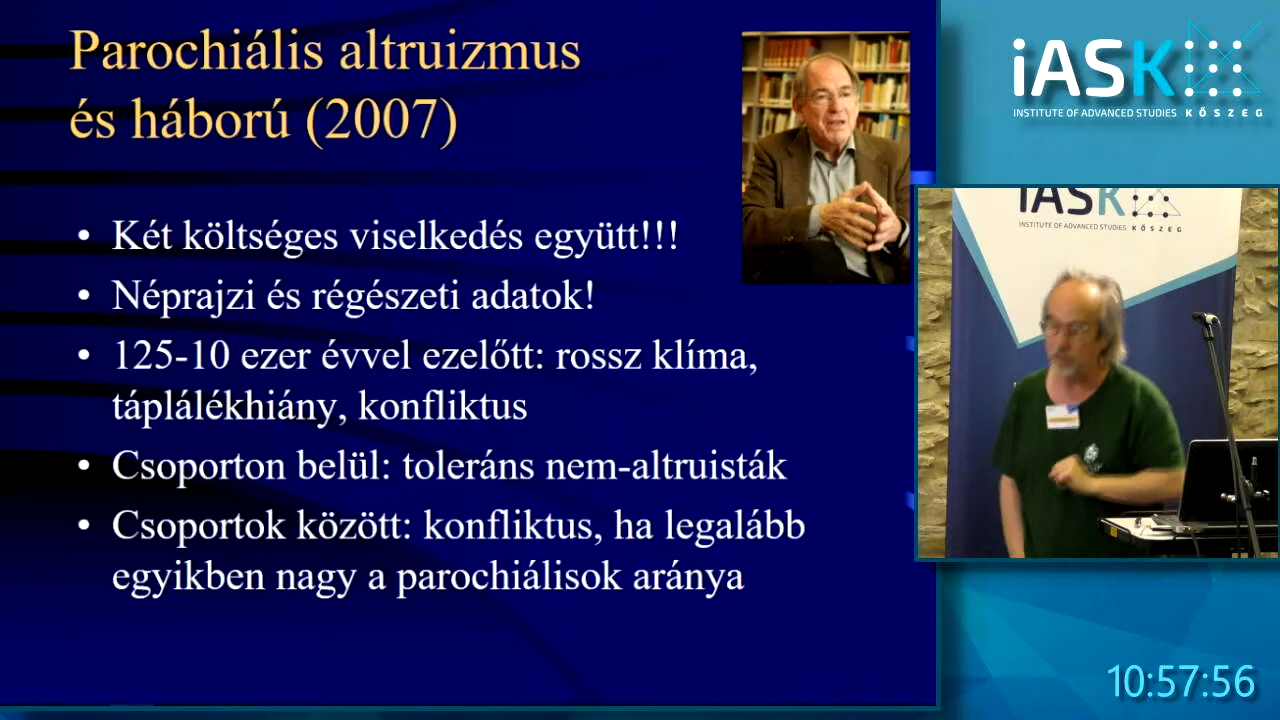 Parochiális altruizmus
és háború (2007)
• Két költséges viselkedés együtt!!!
• Néprajzi és régészeti adatok!
• 125-10 ezer évvel ezelőtt: rossz klíma,
táplálékhiány, konfliktus
• Csoporton belül: toleráns nem-altruisták
• Csoportok között: konfliktus, ha legalább
egyikben nagy a parochiálisok aránya
iASK
INSTITUTE OF ADVANCED STUDIES KŐSZEG
iASK
INSTITUTE OF ADVANCED STUDIES KŐSZEG
10:57:56